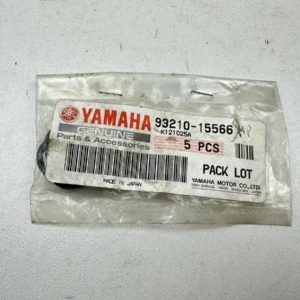 YAMAHA 93210-15566
GENUINE K121025A
Parts & Accessories 5 PCS
MADE IN JAPAN
PACK LOT
YAMAHA MOTOR CO.,LTD.